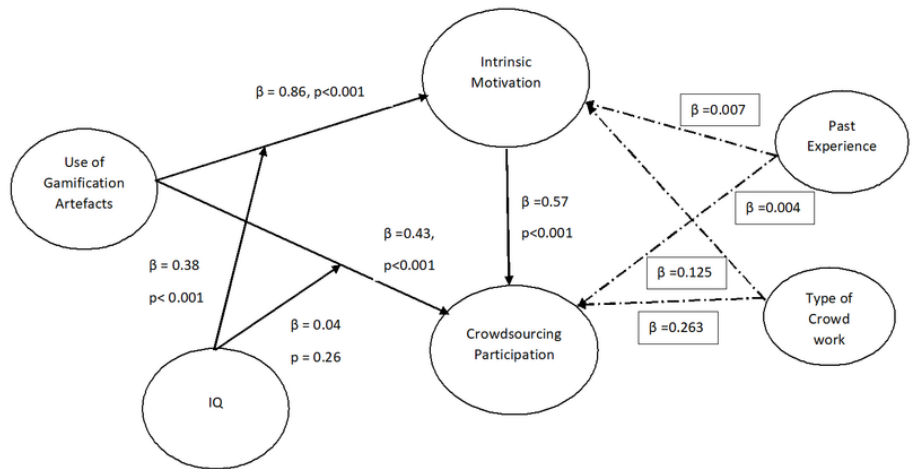 Intrinsic
Motivation
β = 0.86, p<0.001
β =0.007
Past
Experience
Use of
Gamification
Artefacts
β =0.57
p<0.001
β =0.004
β =0.43,
p<0.001
β = 0.38
p< 0.001
β =0.125
Type of
Crowd
work
β =0.263
β = 0.04
p = 0.26
Crowdsourcing
Participation
IQ